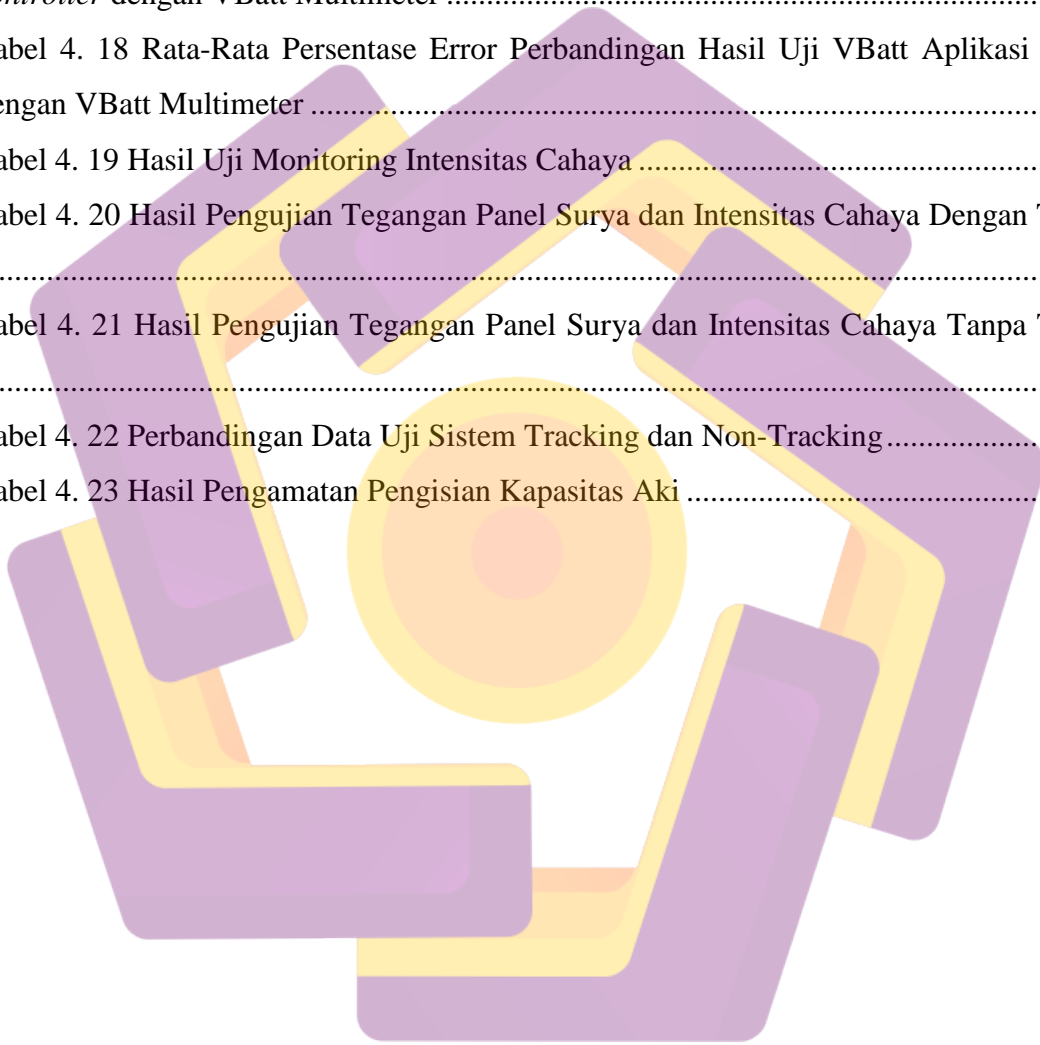 ntroller dengan VBatt Multimeter ................................................................
abel 4. 18 Rata-Rata Persentase Error Perbandingan Hasil Uji VBatt Aplikasi
engan VBatt Multimeter ................................................................................
abel 4. 19 Hasil Uji Monitoring Intensitas Cahaya ...........................................
abel 4. 20 Hasil Pengujian Tegangan Panel Surya dan Intensitas Cahaya Dengan T
............................................................................................................................
abel 4. 21 Hasil Pengujian Tegangan Panel Surya dan Intensitas Cahaya Tanpa T
............................................................................................................................
abel 4. 22 Perbandingan Data Uji Sistem Tracking dan Non-Tracking ................
abel 4. 23 Hasil Pengamatan Pengisian Kapasitas Aki ......................................